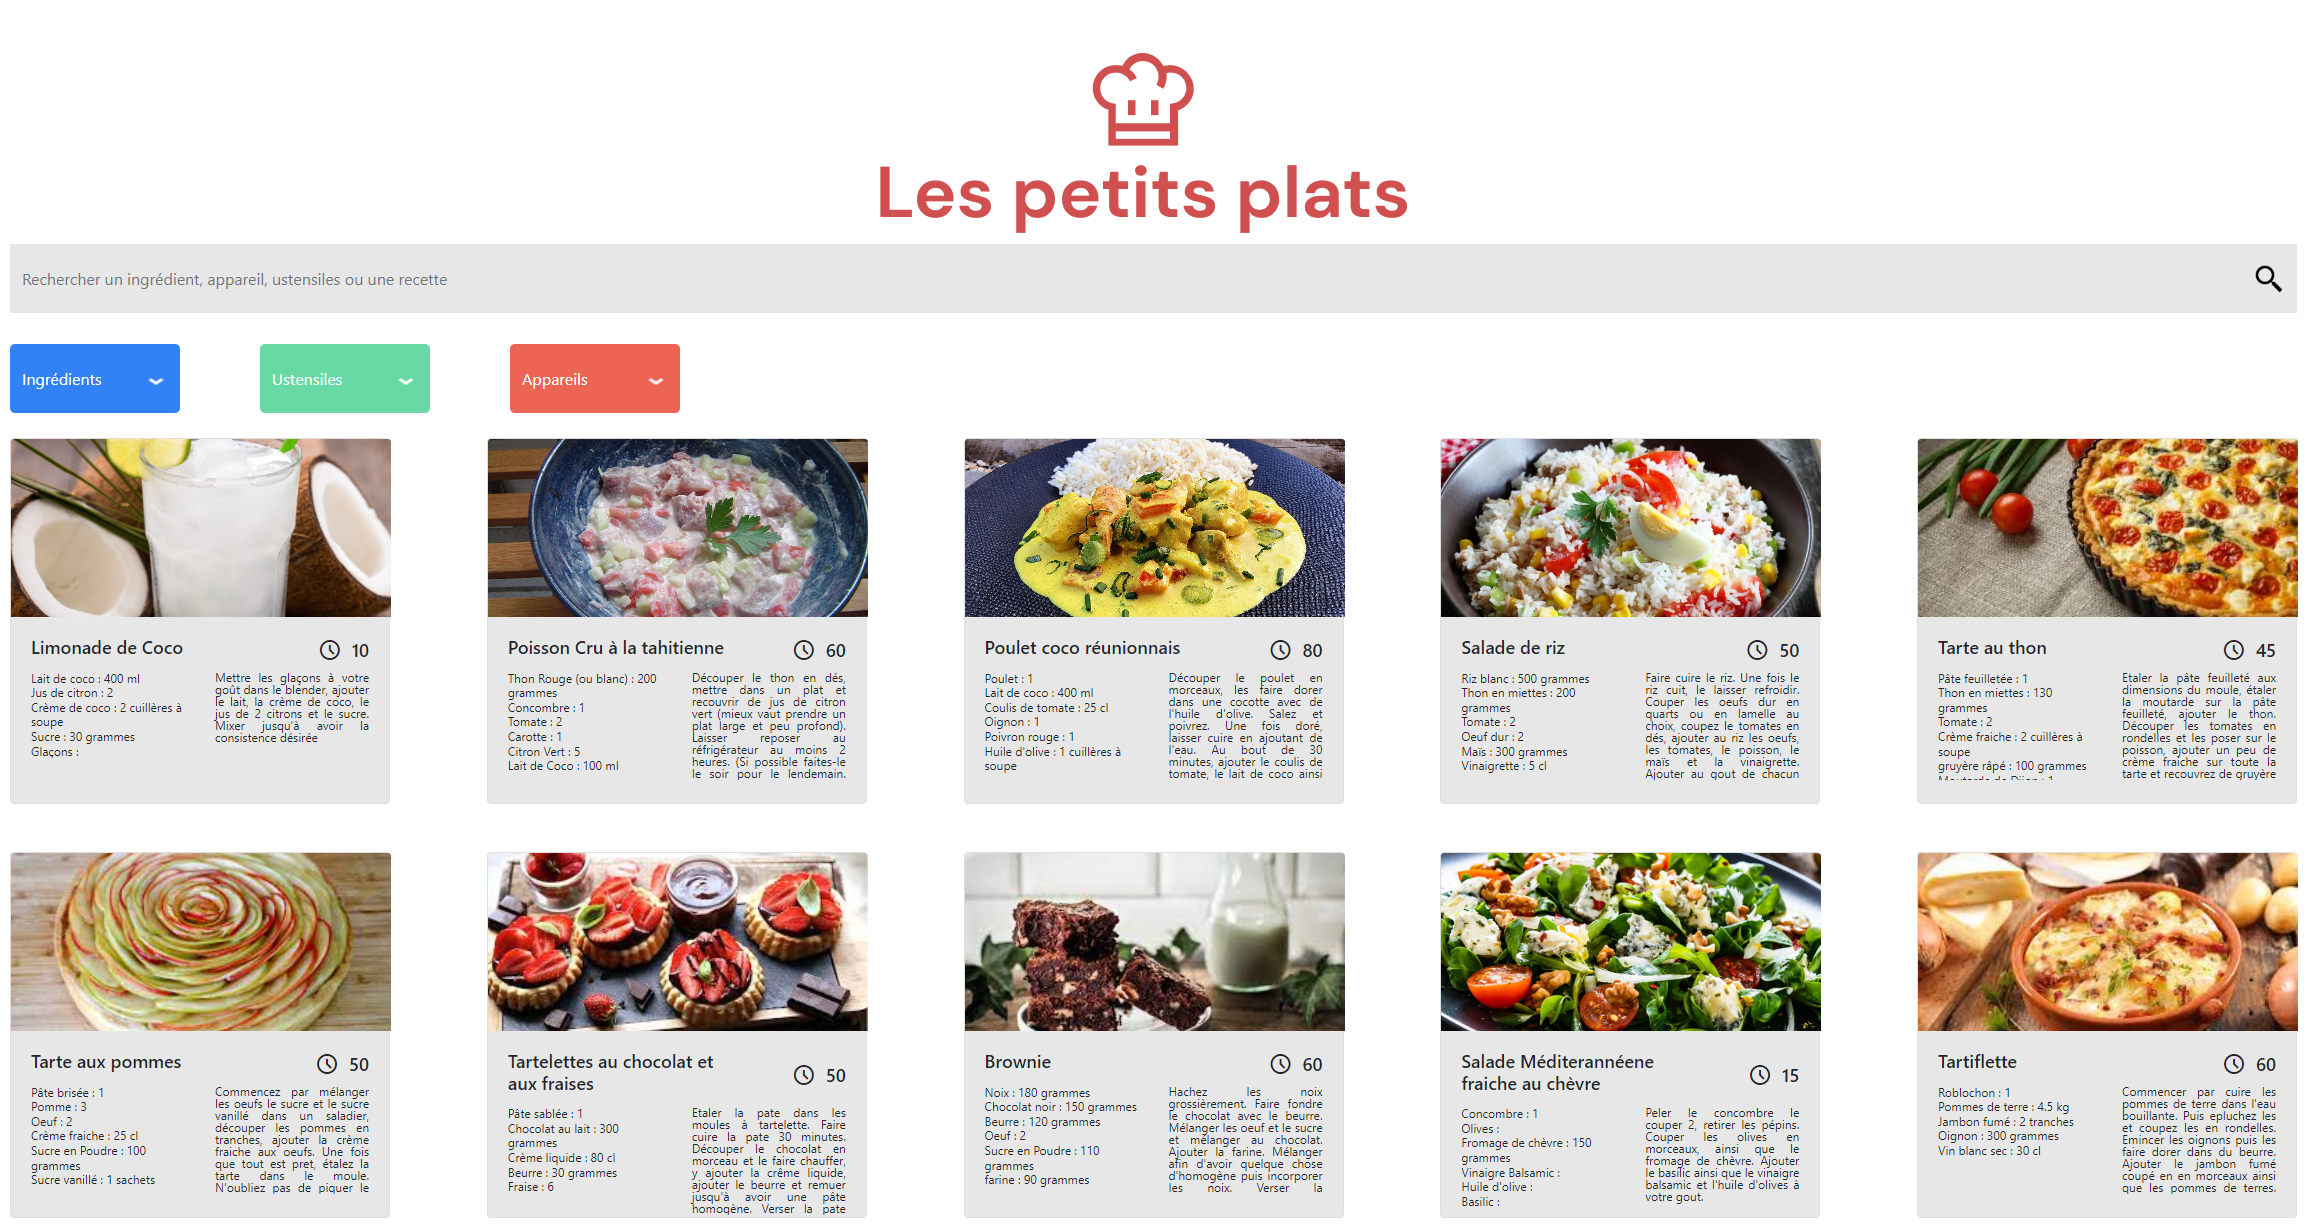 Les petits plats
Rechercher un ingrédient, appareil, ustensiles ou une recette
Ingrédients
Ustensiles
Appareils
Limonade de Coco
10
Lait de coco : 400 ml
Jus de citron : 2
Crème de coco : 2 cuillères à
soupe
Sucre : 30 grammes
Glaçons :
Mettre les glaçons à votre
goût dans le blender, ajouter
le lait, la crème de coco, le
jus de 2 citrons et le sucre.
Mixer jusqu'à avoir la
consistence désirée
Poisson Cru à la tahitienne
60
Thon Rouge (ou blanc) : 200
grammes
Concombre : 1
Tomate : 2
Carotte : 1
Citron Vert : 5
Lait de Coco : 100 ml
Découper le thon en dés,
mettre dans un plat et
recouvrir de jus de citron
vert (mieux vaut prendre un
plat large et peu profond).
Laisser reposer au
réfrigérateur au moins 2
heures. (Si possible faites-le
le soir pour le lendemain.
Poulet coco réunionnais
80
Poulet : 1
Lait de coco : 400 ml
Coulis de tomate : 25 cl
Oignon : 1
Poivron rouge : 1
Huile d'olive : 1 cuillères à
soupe
Découper le poulet en
morceaux, les faire dorer
dans une cocotte avec de
l'huile d'olive. Salez et
poivrez. Une fois doré,
laisser cuire en ajoutant de
l'eau. Au bout de 30
minutes, ajouter le coulis de
tomate, le lait de coco ainsi
Salade de riz
50
Riz blanc : 500 grammes
Thon en miettes : 200
grammes
Tomate : 2
Oeuf dur : 2
Maïs : 300 grammes
Vinaigrette : 5 cl
Faire cuire le riz. Une fois le
riz cuit, le laisser refroidir.
Couper les oeufs dur en
quarts ou en lamelle au
choix, coupez le tomates en
dés, ajouter au riz les oeufs,
les tomates, le poisson, le
maïs et la vinaigrette.
Ajouter au gout de chacun
Tarte au thon
45
Pâte feuilletée : 1
Thon en miettes : 130
grammes
Tomate : 2
Crème fraiche : 2 cuillères à
soupe
gruyère râpé : 100 grammes
Moutarde de Dijon : 1
Etaler la pâte feuilleté aux
dimensions du moule, étaler
la moutarde sur la pâte
feuilleté, ajouter le thon.
Découper les tomates en
rondelles et les poser sur le
poisson, ajouter un peu de
crème fraiche sur toute la
tarte et recouvrez de gruyère
Tarte aux pommes
50
Pâte brisée : 1
Pomme : 3
Oeuf : 2
Crème fraiche : 25 cl
Sucre en Poudre : 100
grammes
Sucre vanillé : 1 sachets
Commencez par mélanger
les oeufs le sucre et le sucre
vanillé dans un saladier,
découper les pommes en
tranches, ajouter la crème
fraiche aux oeufs. Une fois
que tout est pret, étalez la
tarte dans le moule.
N'oubliez pas de piquer le
Tartelettes au chocolat et
aux fraises
50
Pâte sablée : 1
Chocolat au lait : 300
grammes
Crème liquide : 80 cl
Beurre : 30 grammes
Fraise : 6
Etaler la pate dans les
moules à tartelette. Faire
cuire la pate 30 minutes.
Découper le chocolat en
morceau et le faire chauffer,
y ajouter la crème liquide,
ajouter le beurre et remuer
jusqu'à avoir une pâte
homogène. Verser la pate
Brownie
60
Noix : 180 grammes
Chocolat noir : 150 grammes
Beurre : 120 grammes
Oeuf : 2
Sucre en Poudre : 110
grammes
farine : 90 grammes
Hachez les noix
grossièrement. Faire fondre
le chocolat avec le beurre.
Mélanger les oeuf et le sucre
et mélanger au chocolat.
Ajouter la farine. Mélanger
afin d'avoir quelque chose
d'homogène puis incorporer
les noix. Verser la
Salade Méditerannéene
fraiche au chèvre
15
Concombre : 1
Olives :
Fromage de chèvre : 150
grammes
Vinaigre Balsamic :
Huile d'olive :
Basilic :
Peler le concombre le
couper 2, retirer les pépins.
Couper les olives en
morceaux, ainsi que le
fromage de chèvre. Ajouter
le basilic ainsi que le vinaigre
balsamic et l'huile d'olives à
votre gout.
Tartiflette
60
Roblochon : 1
Pommes de terre : 4.5 kg
Jambon fumé : 2 tranches
Oignon : 300 grammes
Vin blanc sec : 30 cl
Commencer par cuire les
pommes de terre dans l'eau
bouillante. Puis epluchez les
et coupez les en rondelles.
Emincer les oignons puis les
faire dorer dans du beurre.
Ajouter le jambon fumé
coupé en en morceaux ainsi
que les pommes de terres.